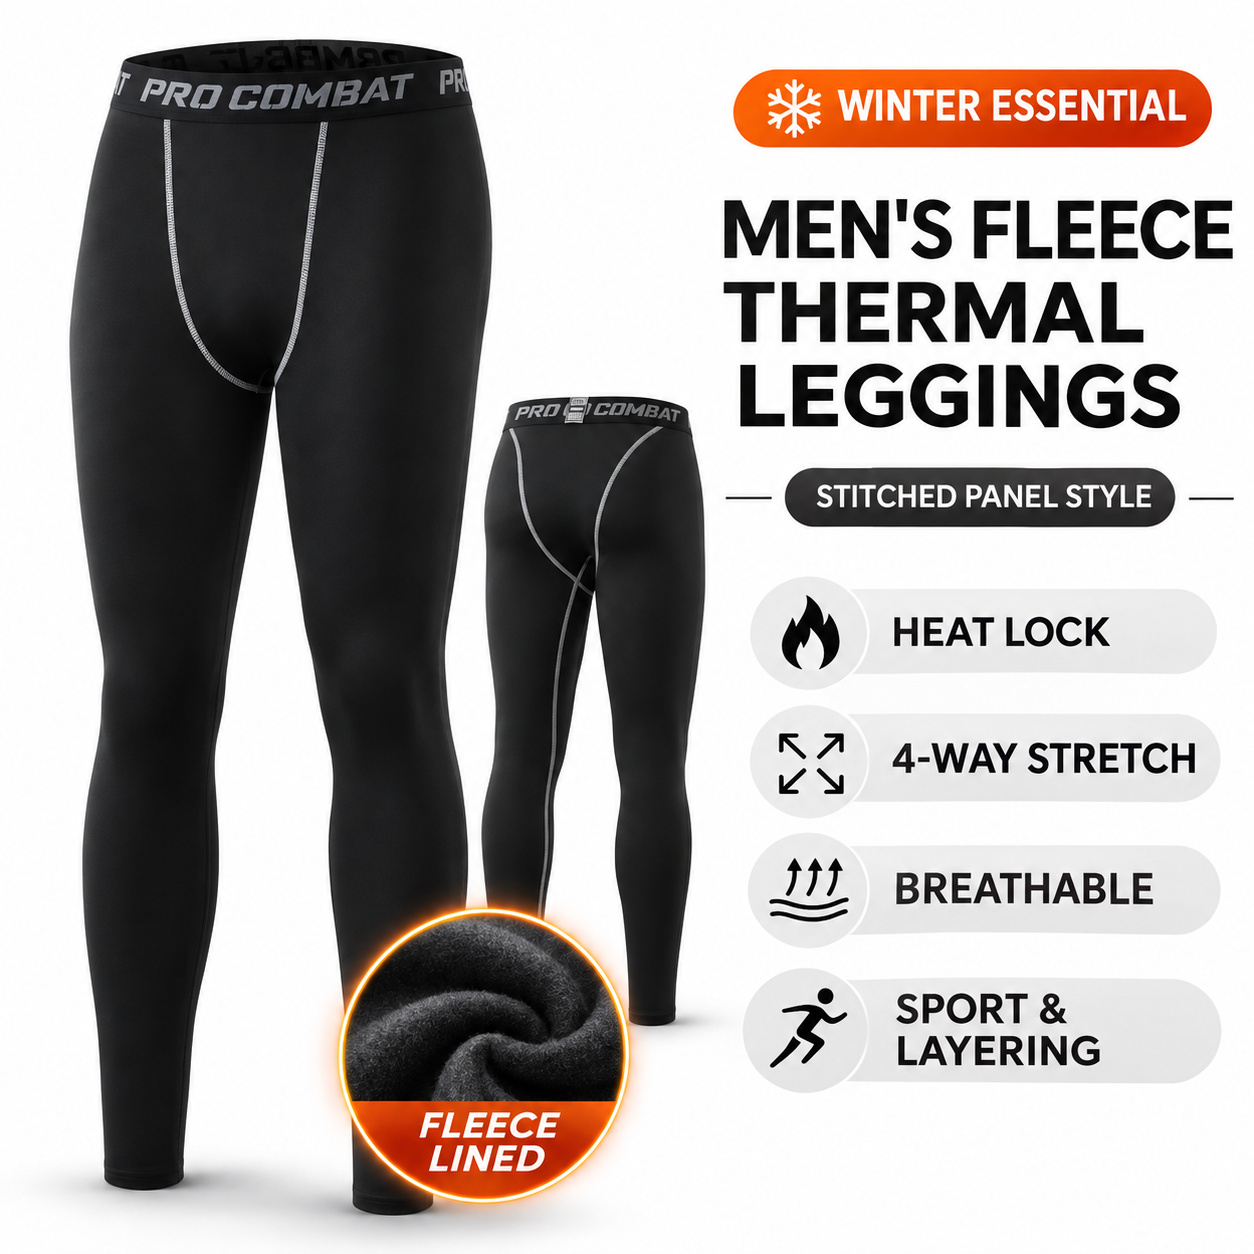 PRO COMBAT
PRO COMBAT
WINTER ESSENTIAL
MEN'S FLEECE
THERMAL
LEGGINGS
STITCHED PANEL STYLE
HEAT LOCK
4-WAY STRETCH
BREATHABLE
SPORT &
LAYERING
FLEECE
LINED